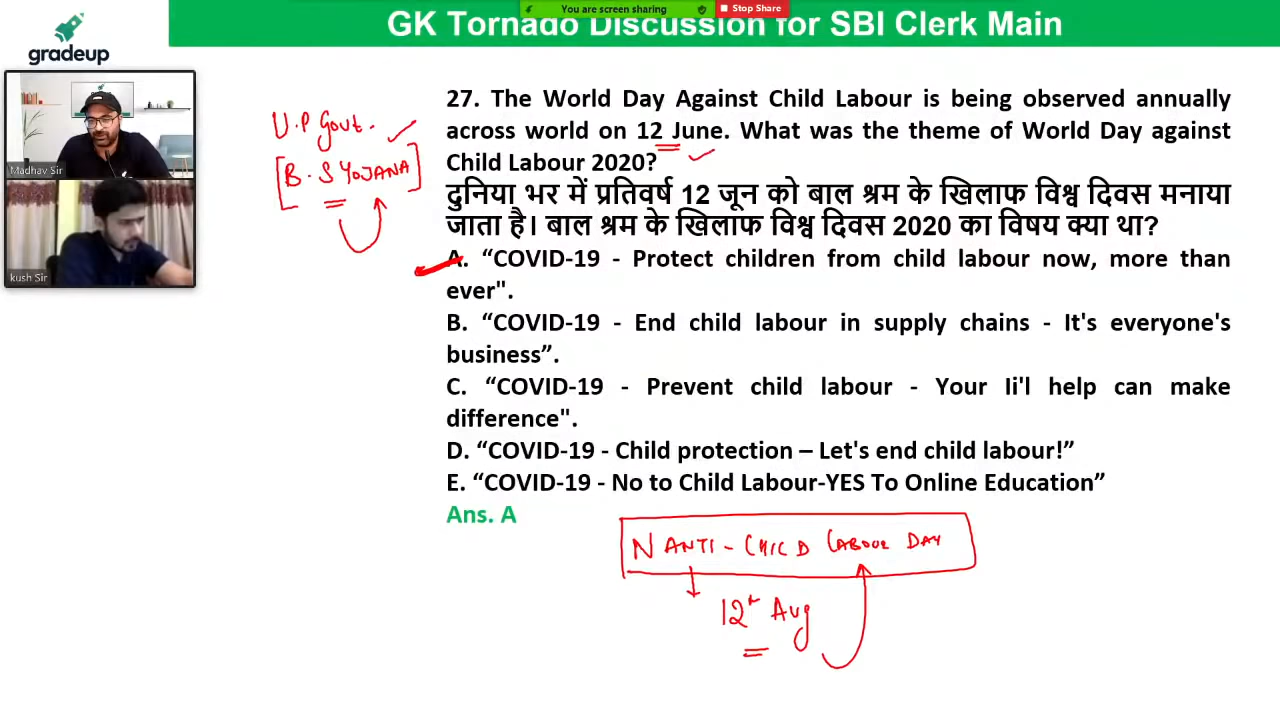 You are screen sharing
Stop Share
GK Tornado Discussion for SBI Clerk Main
gradeup
Madhav Sir
kush Sir
U.P Govt.
[B.S YOJANA]
27. The World Day Against Child Labour is being observed annually
across world on 12 June. What was the theme of World Day against
Child Labour 2020?
दुनिया भर में प्रतिवर्ष 12 जून को बाल श्रम के खिलाफ विश्व दिवस मनाया
जाता है। बाल श्रम के खिलाफ विश्व दिवस 2020 का विषय क्या था?
A. “COVID-19 - Protect children from child labour now, more than
ever".
B. “COVID-19 - End child labour in supply chains - It's everyone's
business”.
C. “COVID-19 - Prevent child labour - Your Ii'l help can make
difference".
D. “COVID-19 - Child protection – Let's end child labour!”
E. “COVID-19 - No to Child Labour-YES To Online Education”
Ans. A
N ANTI-CHILD LABOUR DAY
12 Aug